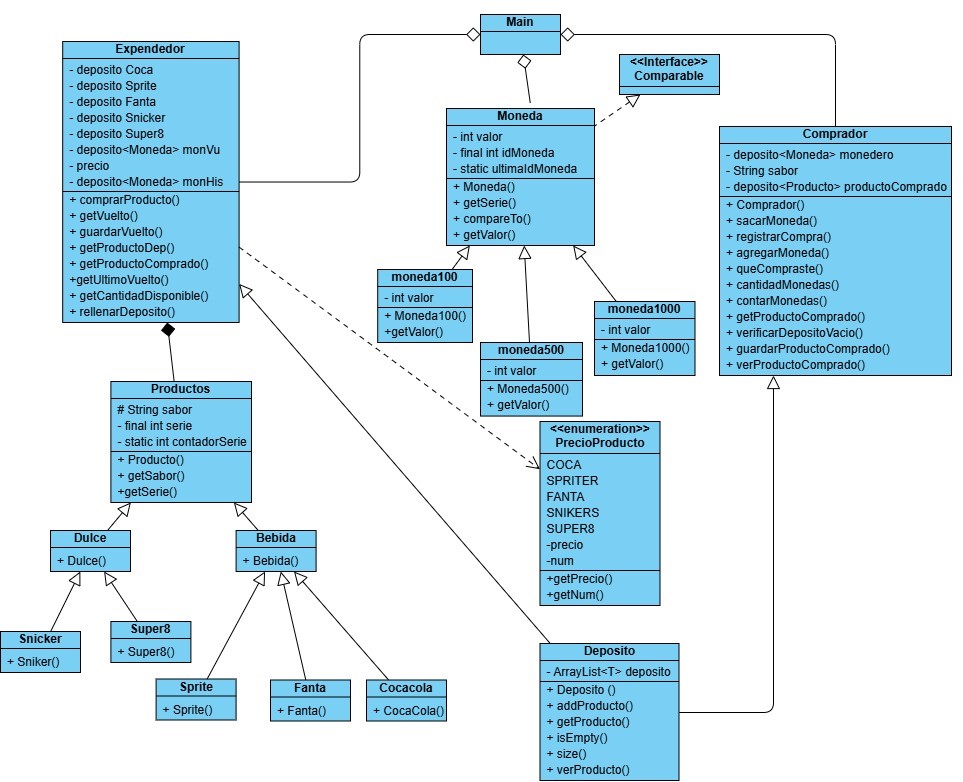 Main
Expendedor
- deposito Coca
- deposito Sprite
- deposito Fanta
- deposito Snicker
- deposito Super8
- deposito<Moneda> monVu
- precio
- deposito<Moneda> monHis
+ comprarProducto()
+ getVuelto()
+ guardarVuelto()
+ getProductoDep()
+ getProductoComprado()
+getUltimoVuelto()
+ getCantidadDisponible()
+ rellenarDeposito()
<<Interface>>
Comparable
Moneda
- int valor
- final int idMoneda
- static ultimaIdMoneda
+ Moneda()
+ getSerie()
+ compareTo()
+ getValor()
Comprador
- deposito<Moneda> monedero
- String sabor
- deposito<Producto> productoComprado
+ Comprador()
+ sacarMoneda()
+ registrarCompra()
+ agregarMoneda()
+ queCompraste()
+ cantidadMonedas()
+ contarMonedas()
+ getProductoComprado()
+ verificarDepositoVacio()
+ guardarProductoComprado()
+ verProductoComprado()
moneda100
- int valor
+ Moneda100()
+getValor()
moneda500
- int valor
+ Moneda500()
+ getValor()
moneda1000
- int valor
+ Moneda1000()
+ getValor()
Productos
# String sabor
- final int serie
- static int contadorSerie
+ Producto()
+ getSabor()
+getSerie()
<<enumeration>>
PrecioProducto
COCA
SPRITER
FANTA
SNIKERS
SUPER8
-precio
-num
+getPrecio()
+getNum()
Dulce
+ Dulce()
Bebida
+ Bebida()
Snicker
+ Sniker()
Super8
+ Super8()
Sprite
+ Sprite()
Fanta
+ Fanta()
Cocacola
+ CocaCola()
Deposito
- ArrayList<T> deposito
+ Deposito ()
+ addProducto()
+ getProducto()
+ isEmpty()
+ size()
+ verProducto()